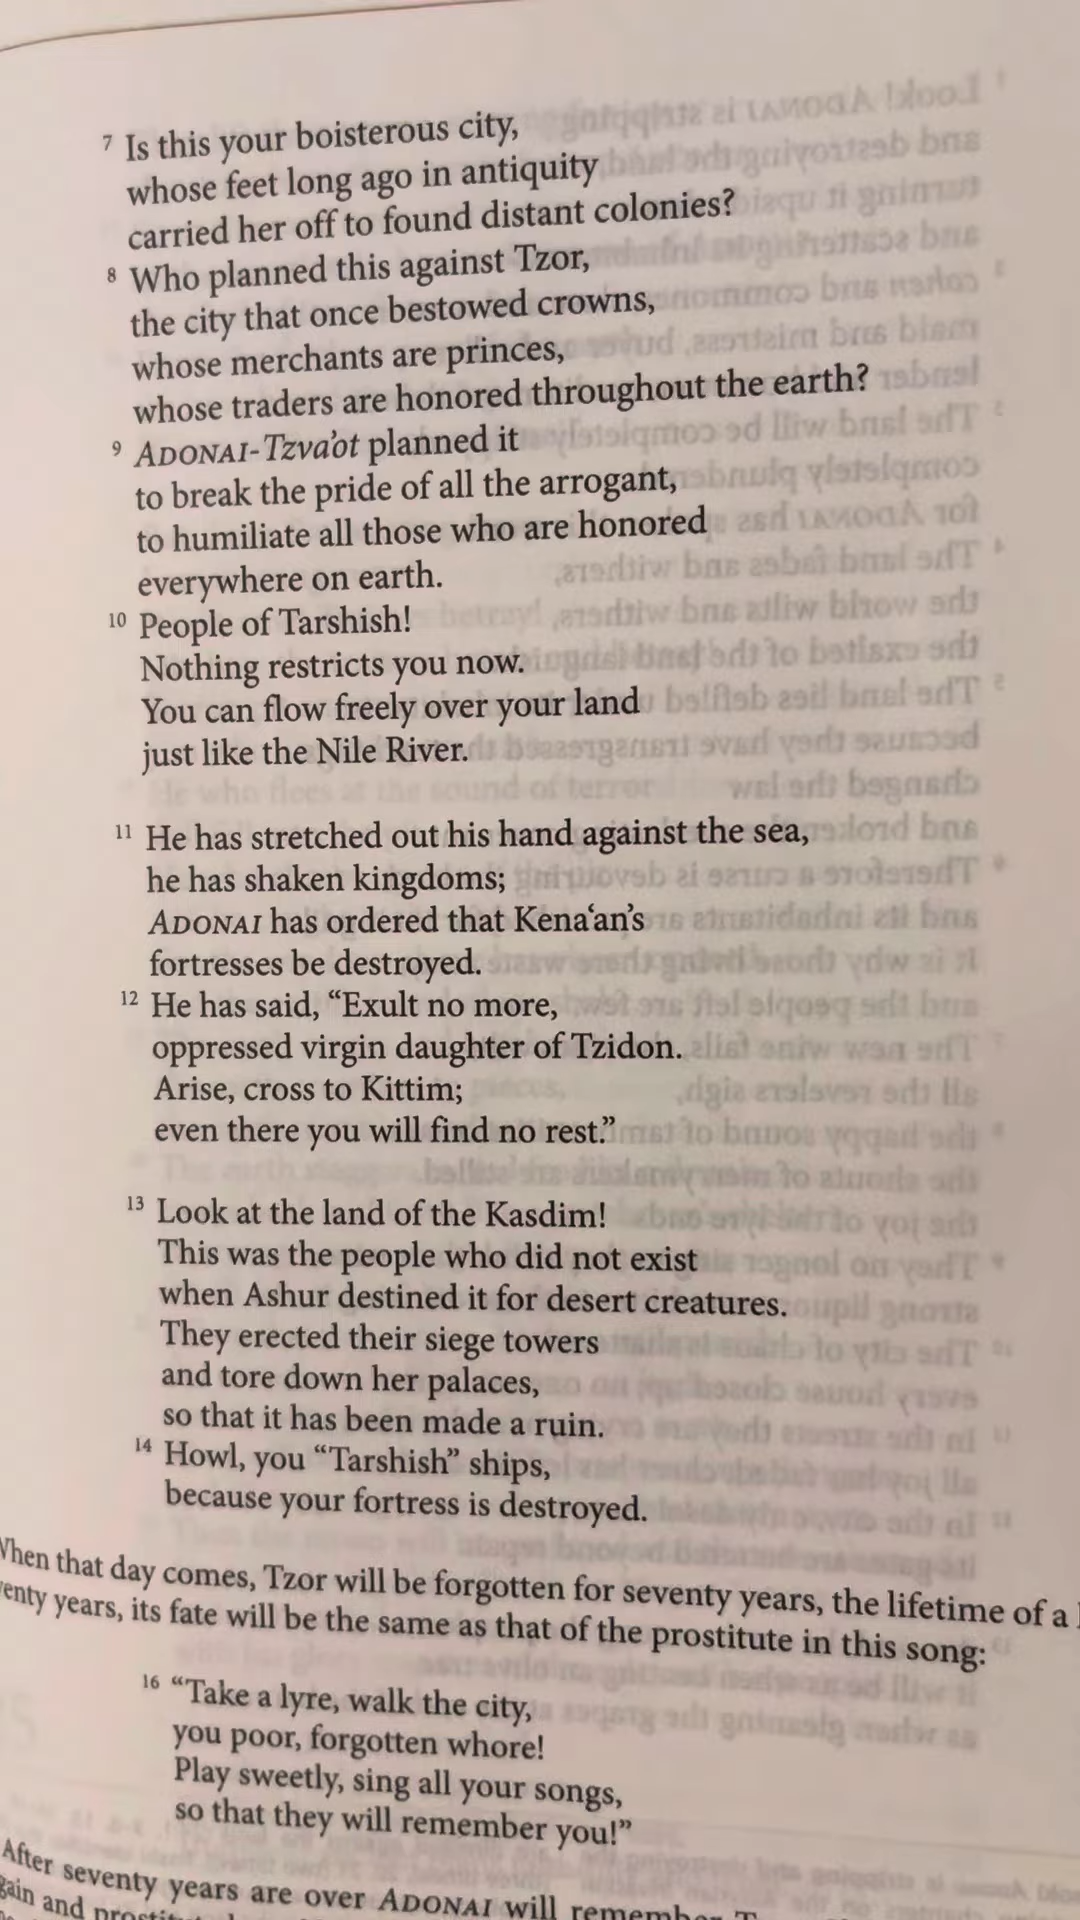 7 Is this your boisterous city,
whose feet long ago in antiquity
carried her off to found distant colonies?
8 Who planned this against Tzor,
the city that once bestowed crowns,
whose merchants are princes,
whose traders are honored throughout the earth?
9 ADONAI-Tzva’ot planned it
to break the pride of all the arrogant,
to humiliate all those who are honored
everywhere on earth.
10 People of Tarshish!
Nothing restricts you now.
You can flow freely over your land
just like the Nile River.
11 He has stretched out his hand against the sea,
he has shaken kingdoms;
ADONAI has ordered that Kena‘an’s
fortresses be destroyed.
12 He has said, “Exult no more,
oppressed virgin daughter of Tzidon.
Arise, cross to Kittim;
even there you will find no rest.”
13 Look at the land of the Kasdim!
This was the people who did not exist
when Ashur destined it for desert creatures.
They erected their siege towers
and tore down her palaces,
so that it has been made a ruin.
14 Howl, you “Tarshish” ships,
because your fortress is destroyed.
When that day comes, Tzor will be forgotten for seventy years, the lifetime of a
years, its fate will be the same as that of the prostitute in this song:
16 “Take a lyre, walk the city,
you poor, forgotten whore!
Play sweetly, sing all your songs,
so that they will remember you!”
After seventy years are over ADONAI will remember
and